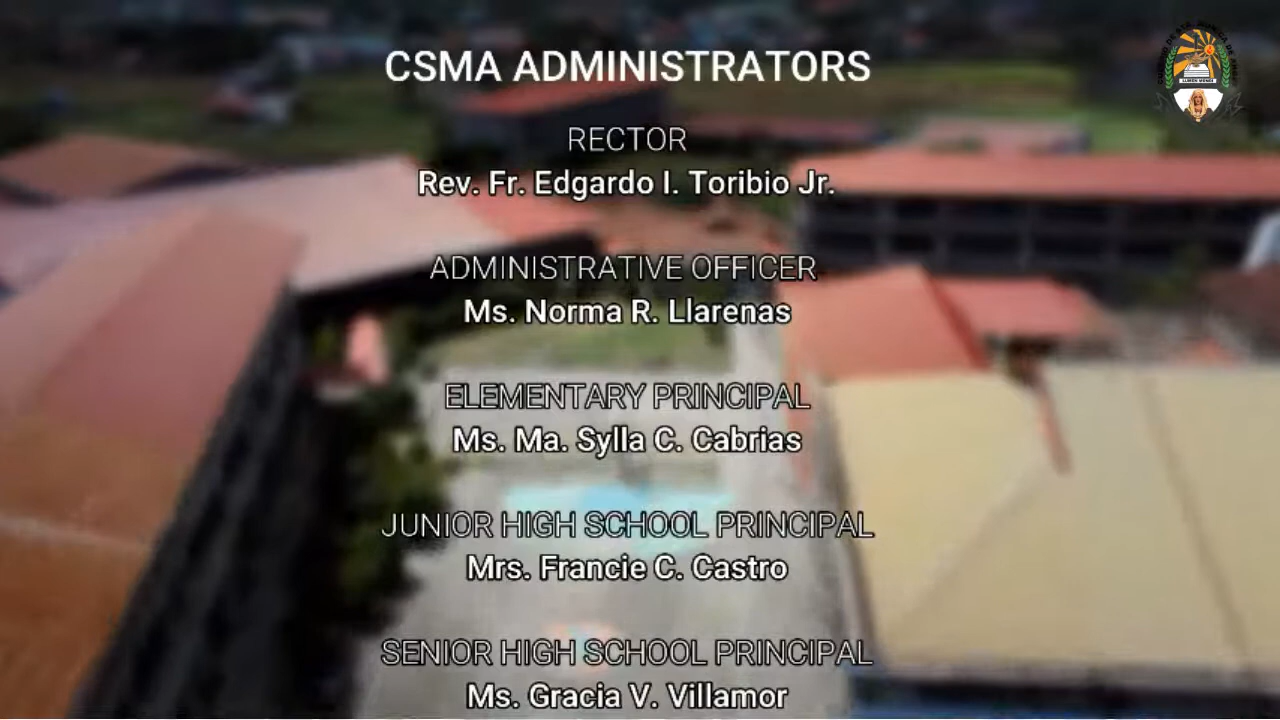 CSMA ADMINISTRATORS
RECTOR
Rev. Fr. Edgardo I. Toribio Jr.
ADMINISTRATIVE OFFICER
Ms. Norma R. Llarenas
ELEMENTARY PRINCIPAL
Ms. Ma. Sylla C. Cabrias
JUNIOR HIGH SCHOOL PRINCIPAL
Mrs. Francie C. Castro
SENIOR HIGH SCHOOL PRINCIPAL
Ms. Gracia V. Villamor